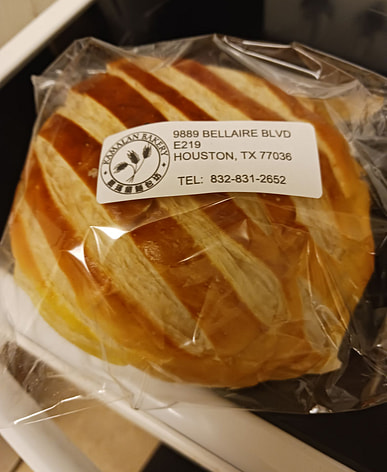 KAMALAN BAKERY
9889 BELLAIRE BLVD
E219
HOUSTON, TX 77036
TEL: 832-831-2652